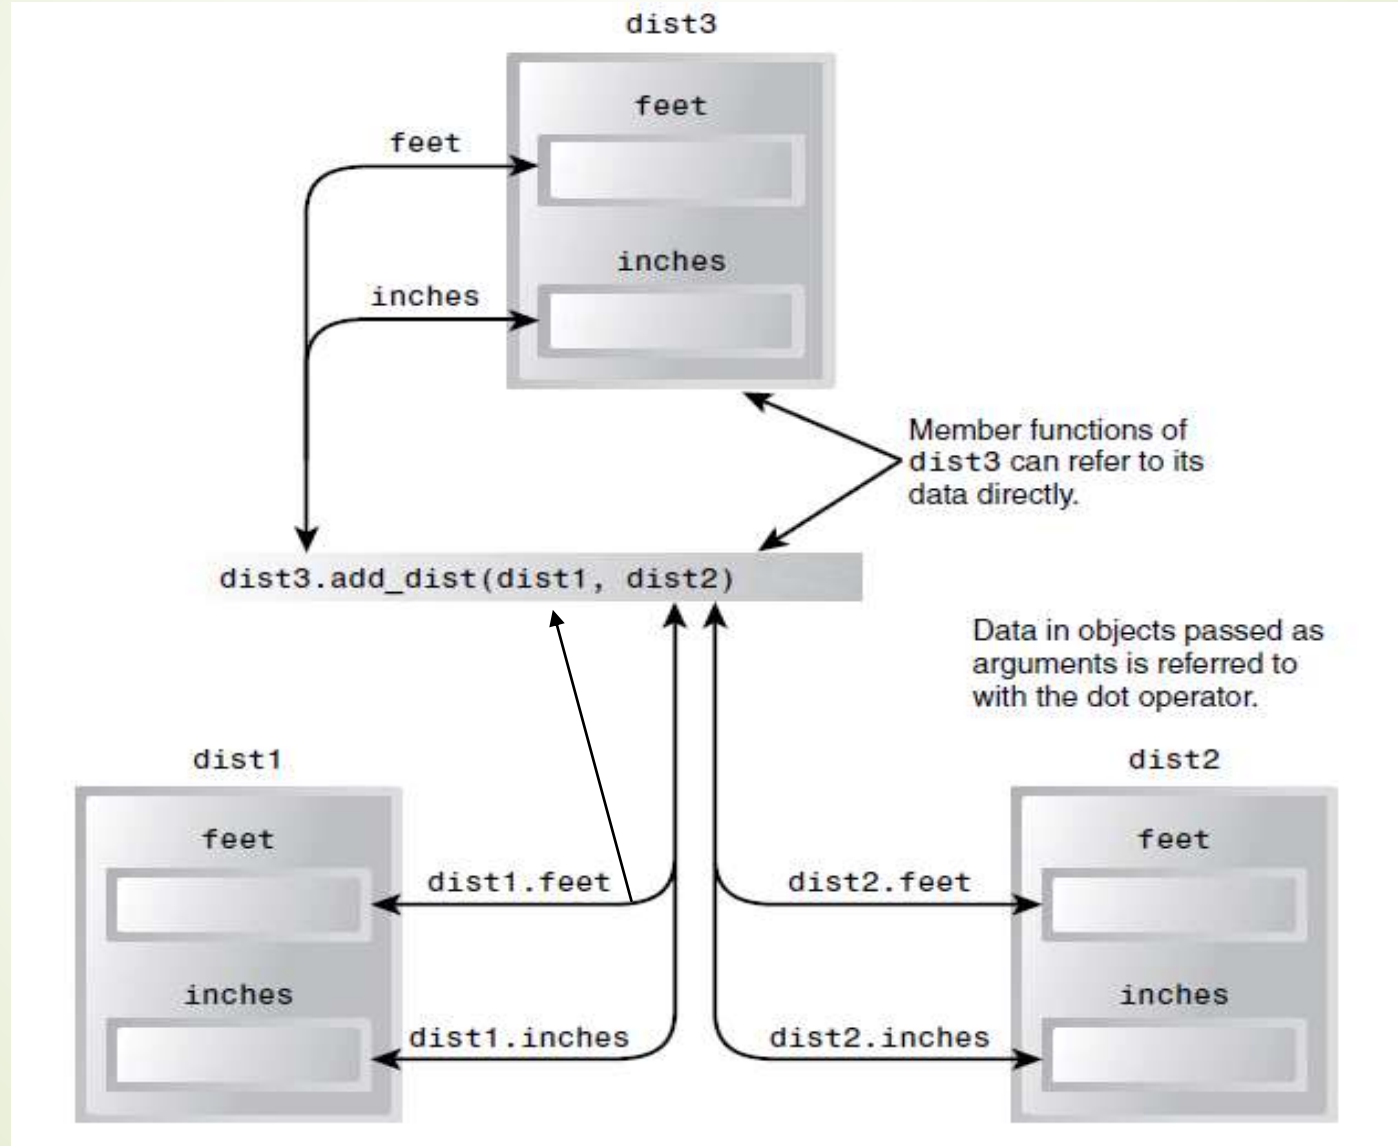 dist3
feet
feet
inches
inches
Member functions of
dist3 can refer to its
data directly.
dist3.add_dist(dist1, dist2)
Data in objects passed as
arguments is referred to
with the dot operator.
dist1
dist2
feet
feet
dist1.feet
dist2.feet
inches
inches
dist1.inches
dist2.inches